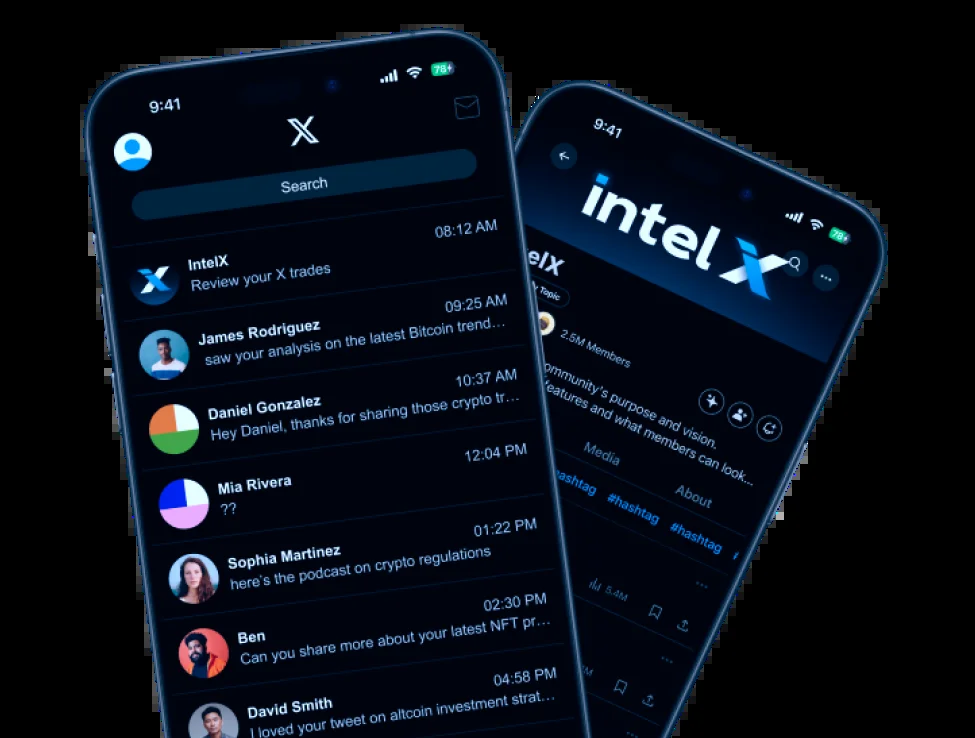 9:41
78
Search
IntelX
08:12 AM
Review your X trades
James Rodriguez
09:25 AM
saw your analysis on the latest Bitcoin trend...
Daniel Gonzalez
10:37 AM
Hey Daniel, thanks for sharing those crypto tr...
Mia Rivera
12:04 PM
??
Sophia Martinez
01:22 PM
here's the podcast on crypto regulations
Ben
02:30 PM
Can you share more about your latest NFT pr...
David Smith
04:58 PM
I loved your tweet on altcoin investment strat...
9:41
78
intel X
elX
Topic
2.5M Members
ommunity's purpose and vision.
features and what members can look...
Media
About
hashtag #hashtag #hashtag
5.4M